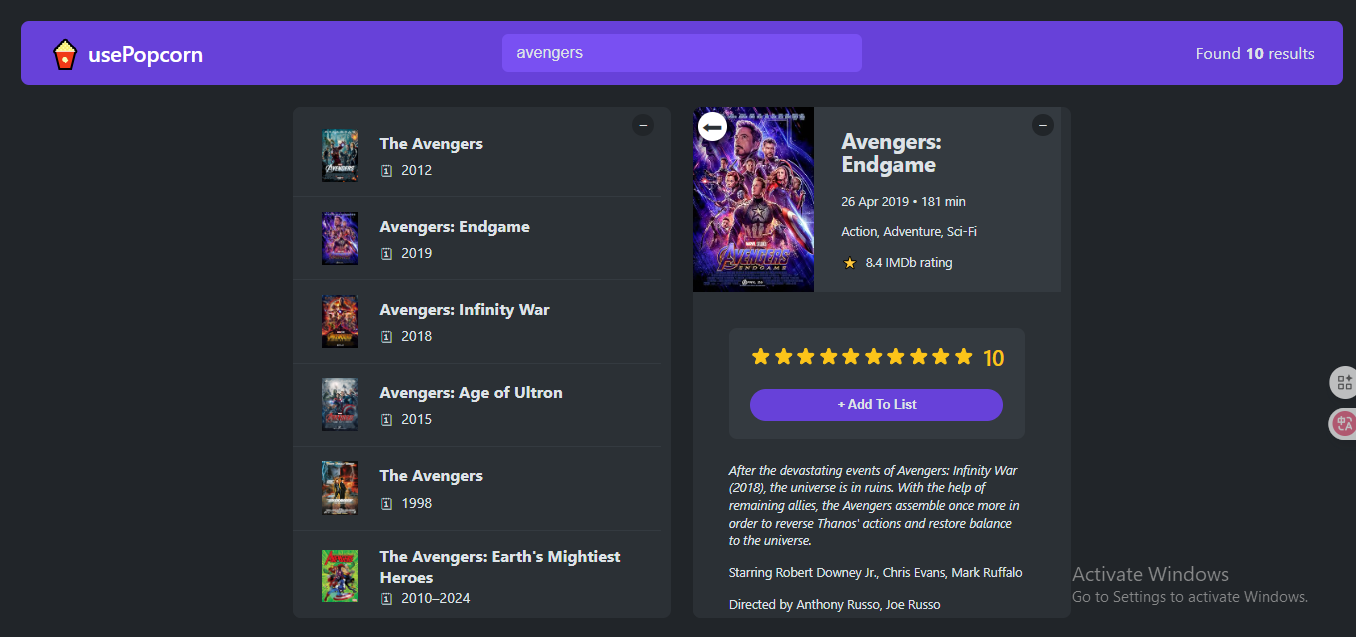 usePopcorn
avengers
Found 10 results
The Avengers
2012
Avengers: Endgame
2019
Avengers: Infinity War
2018
Avengers: Age of Ultron
2015
The Avengers
1998
The Avengers: Earth's Mightiest
Heroes
2010–2024
AVENGERS
ENDGAME
Avengers:
Endgame
26 Apr 2019 • 181 min
Action, Adventure, Sci-Fi
8.4 IMDb rating
10
+ Add To List
After the devastating events of Avengers: Infinity War
(2018), the universe is in ruins. With the help of
remaining allies, the Avengers assemble once more in
order to reverse Thanos' actions and restore balance
to the universe.
Starring Robert Downey Jr., Chris Evans, Mark Ruffalo
Directed by Anthony Russo, Joe Russo
Activate Windows
Go to Settings to activate Windows.